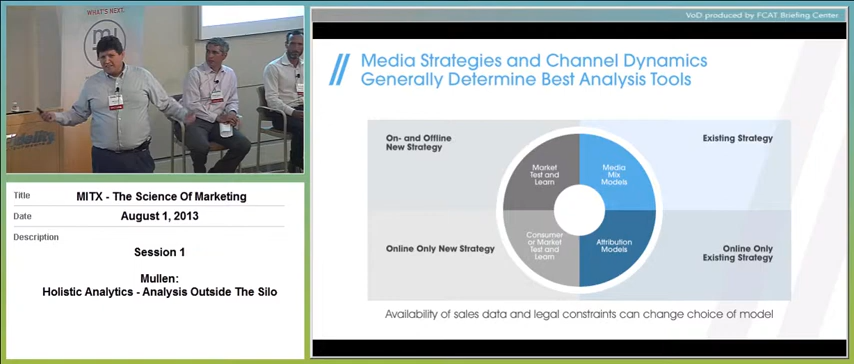 VoD produced by FCAT Briefing Center
WHAT'S NEXT.
Media Strategies and Channel Dynamics
Generally Determine Best Analysis Tools
On- and Offline
New Strategy
Existing Strategy
Market
Test and
Learn
Media
Mix
Models
Consumer
or Market
Test and
Learn
Attribution
Models
Online Only New Strategy
Online Only
Existing Strategy
Availability of sales data and legal constraints can change choice of model
Title
MITX - The Science Of Marketing
Date
August 1, 2013
Description
Session 1
Mullen:
Holistic Analytics - Analysis Outside The Silo